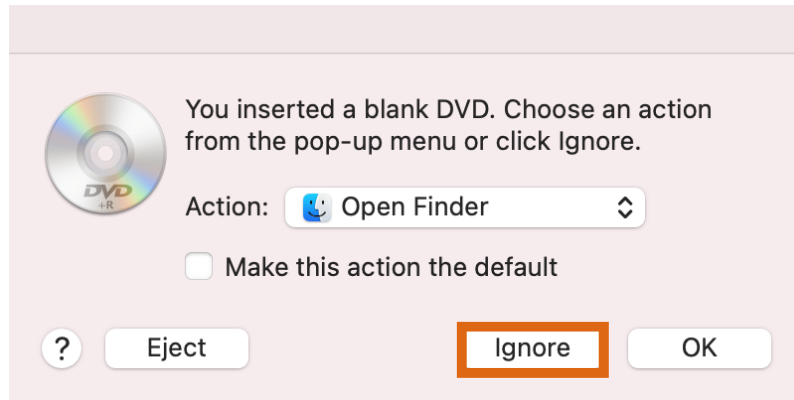 You inserted a blank DVD. Choose an action
from the pop-up menu or click Ignore.
DVD
+R
Action: Open Finder
Make this action the default
? Eject Ignore OK